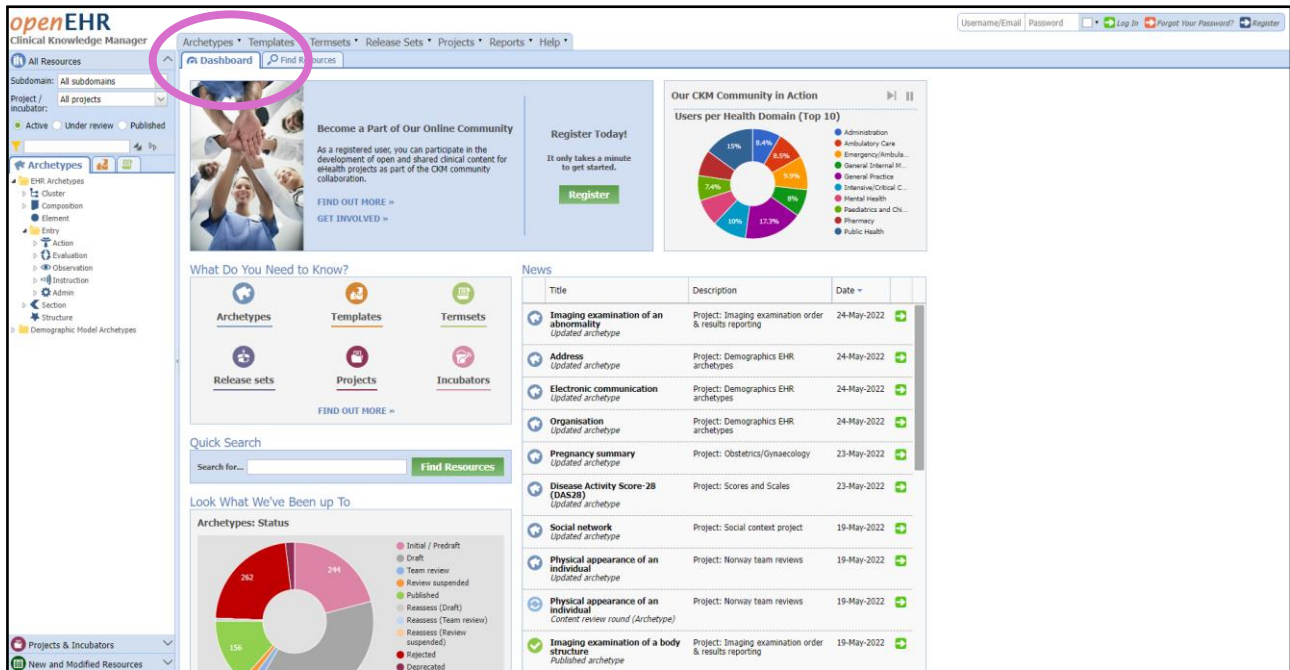 openEHR
Clinical Knowledge Manager
Username/Email Password Log In Forgot Your Password? Register
Archetypes Templates Termsets Release Sets Projects Reports Help
All Resources
Dashboard Find Resources
Subdomain: All subdomains
Project / incubator: All projects
Active Under review Published
Archetypes
EHR Archetypes
Cluster
Composition
Element
Entry
Action
Evaluation
Observation
Instruction
Admin
Section
Structure
Demographic Model Archetypes
Projects & Incubators
New and Modified Resources
Become a Part of Our Online Community
As a registered user, you can participate in the
development of open and shared clinical content for
eHealth projects as part of the CKM community
collaboration.
FIND OUT MORE »
GET INVOLVED »
Register Today!
It only takes a minute
to get started.
Register
Our CKM Community in Action
Users per Health Domain (Top 10)
15%
8.4%
8.5%
9.9%
8%
17.3%
10%
7.4%
Administration
Ambulatory Care
Emergency/Ambula...
General Internal M...
General Practice
Intensive/Critical C...
Mental Health
Paediatrics and Chi...
Pharmacy
Public Health
What Do You Need to Know?
Archetypes Templates Termsets
Release sets Projects Incubators
FIND OUT MORE »
Quick Search
Search for... Find Resources
Look What We've Been up To
Archetypes: Status
262
244
156
Initial / Predraft
Draft
Team review
Review suspended
Published
Reassess (Draft)
Reassess (Team review)
Reassess (Review
suspended)
Rejected
Deprecated
News
Title Description Date
Imaging examination of an
abnormality
Updated archetype
Project: Imaging examination order
& results reporting
24-May-2022
Address
Updated archetype
Project: Demographics EHR
archetypes
24-May-2022
Electronic communication
Updated archetype
Project: Demographics EHR
archetypes
24-May-2022
Organisation
Updated archetype
Project: Demographics EHR
archetypes
24-May-2022
Pregnancy summary
Updated archetype
Project: Obstetrics/Gynaecology
23-May-2022
Disease Activity Score-28
(DAS28)
Updated archetype
Project: Scores and Scales
23-May-2022
Social network
Updated archetype
Project: Social context project
19-May-2022
Physical appearance of an
individual
Updated archetype
Project: Norway team reviews
19-May-2022
Physical appearance of an
individual
Content review round (Archetype)
Project: Norway team reviews
19-May-2022
Imaging examination of a body
structure
Published archetype
Project: Imaging examination order
& results reporting
19-May-2022